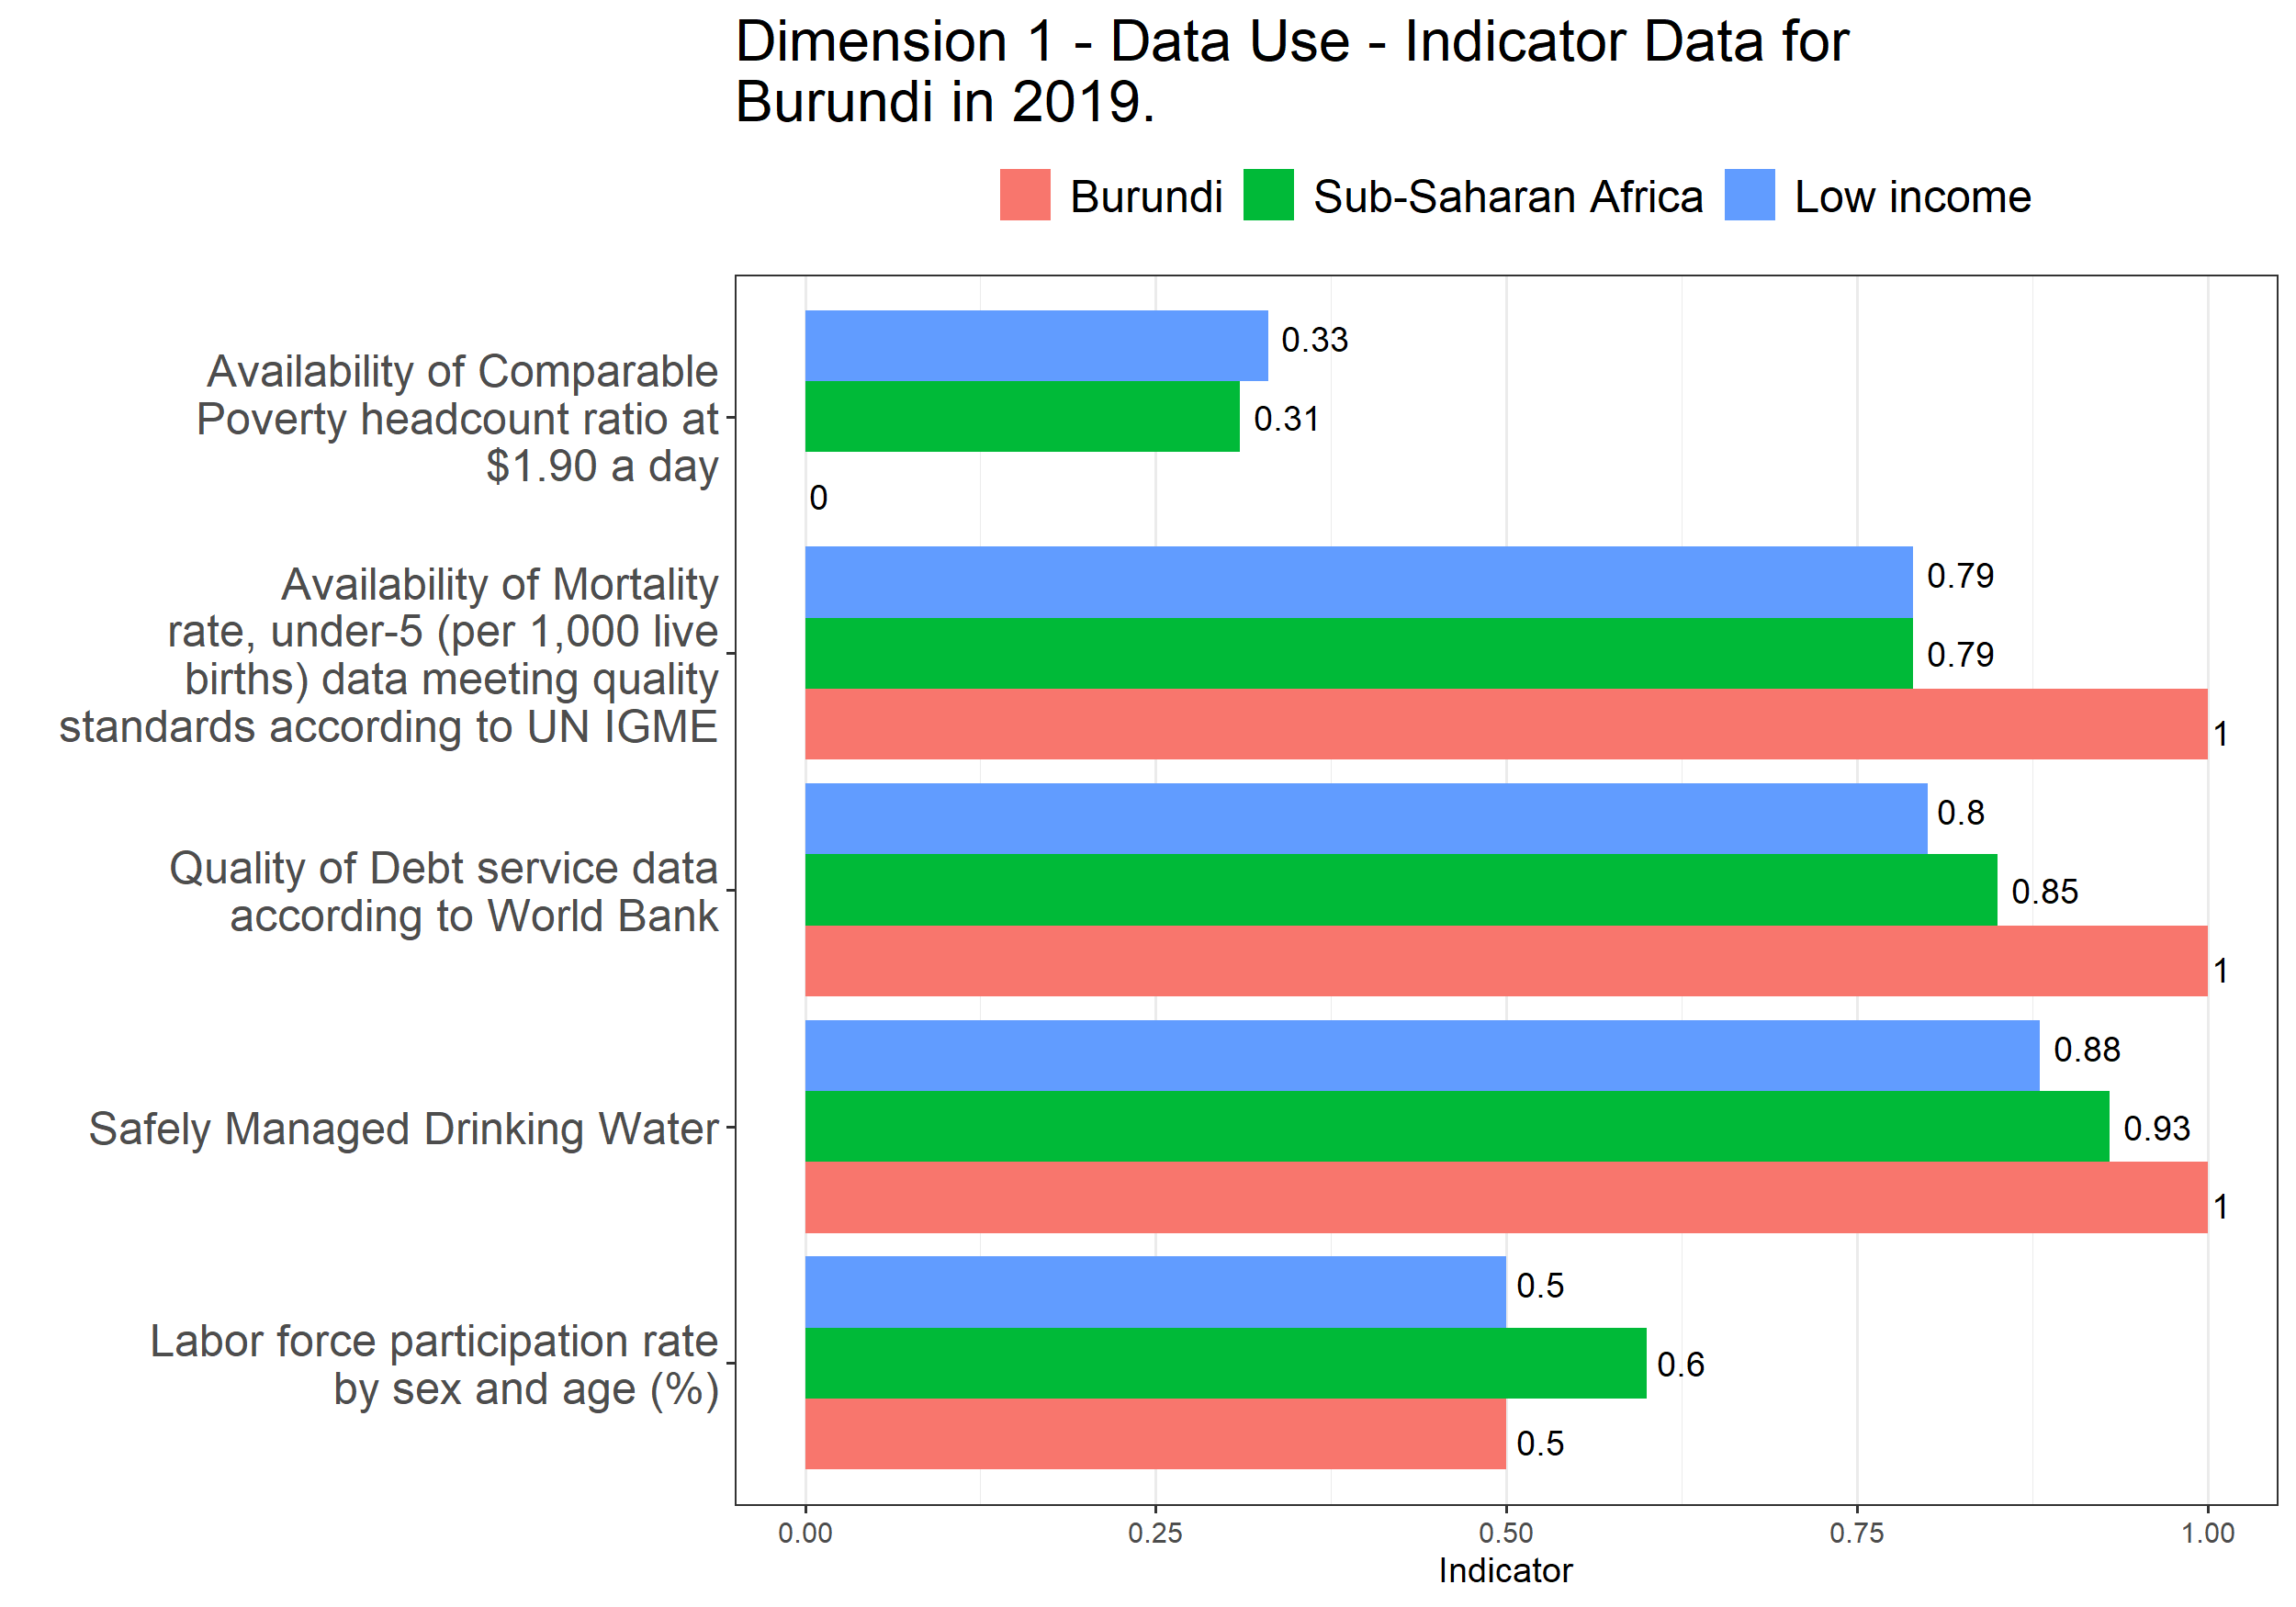 Dimension 1 - Data Use - Indicator Data for
Burundi in 2019.
Burundi
Sub-Saharan Africa
Low income
Availability of Comparable
Poverty headcount ratio at
$1.90 a day
0.33
0.31
0
Availability of Mortality
rate, under-5 (per 1,000 live
births) data meeting quality
standards according to UN IGME
0.79
0.79
1
Quality of Debt service data
according to World Bank
0.8
0.85
1
Safely Managed Drinking Water
0.88
0.93
1
Labor force participation rate
by sex and age (%)
0.5
0.6
0.5
0.00
0.25
0.50
0.75
1.00
Indicator